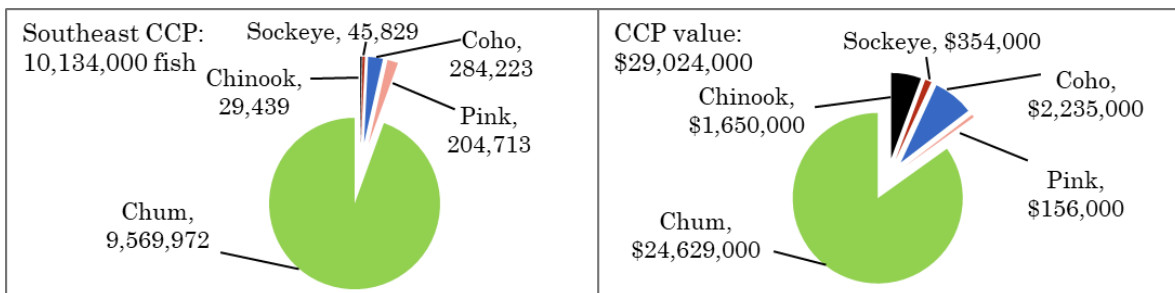 Southeast CCP:
10,134,000 fish
Sockeye, 45,829
Coho,
284,223
Chinook,
29,439
Pink,
204,713
Chum,
9,569,972
CCP value:
$29,024,000
Sockeye, $354,000
Coho,
$2,235,000
Chinook,
$1,650,000
Pink,
$156,000
Chum,
$24,629,000